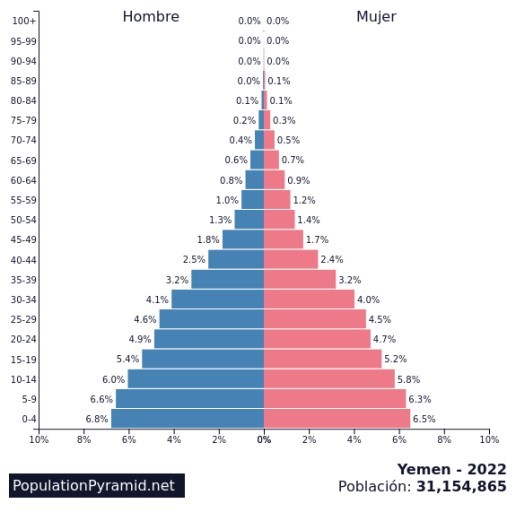 Hombre Mujer
100+ 0.0% 0.0%
95-99 0.0% 0.0%
90-94 0.0% 0.0%
85-89 0.0% 0.1%
80-84 0.1% 0.1%
75-79 0.2% 0.3%
70-74 0.4% 0.5%
65-69 0.6% 0.7%
60-64 0.8% 0.9%
55-59 1.0% 1.2%
50-54 1.3% 1.4%
45-49 1.8% 1.7%
40-44 2.5% 2.4%
35-39 3.2% 3.2%
30-34 4.1% 4.0%
25-29 4.6% 4.5%
20-24 4.9% 4.7%
15-19 5.4% 5.2%
10-14 6.0% 5.8%
5-9 6.6% 6.3%
0-4 6.8% 6.5%
10% 8% 6% 4% 2% 0% 2% 4% 6% 8% 10%
Yemen - 2022
PopulationPyramid.net Población: 31,154,865